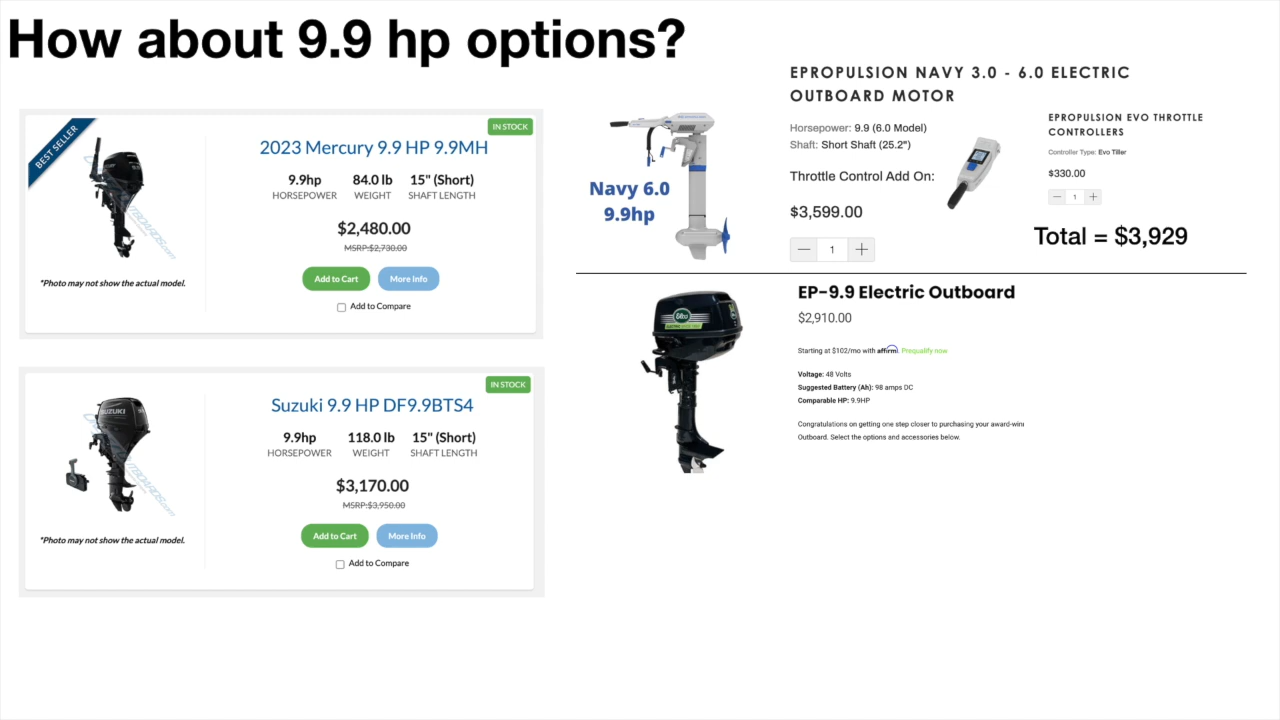 How about 9.9 hp options?
BEST SELLER
IN STOCK
2023 Mercury 9.9 HP 9.9MH
9.9hp 84.0 lb 15" (Short)
HORSEPOWER WEIGHT SHAFT LENGTH
$2,480.00
MSRP:$2,730.00
*Photo may not show the actual model.
Add to Cart More Info
Add to Compare
IN STOCK
Suzuki 9.9 HP DF9.9BTS4
SUZUKI
9.9hp 118.0 lb 15" (Short)
HORSEPOWER WEIGHT SHAFT LENGTH
$3,170.00
MSRP:$3,950.00
*Photo may not show the actual model.
Add to Cart More Info
Add to Compare
EPROPULSION NAVY 3.0 - 6.0 ELECTRIC
OUTBOARD MOTOR
Navy 6.0
9.9hp
Horsepower: 9.9 (6.0 Model)
Shaft: Short Shaft (25.2")
Throttle Control Add On:
$3,599.00
1
EPROPULSION EVO THROTTLE
CONTROLLERS
Controller Type: Evo Tiller
$330.00
1
Total = $3,929
Elco
EP-9.9 Electric Outboard
$2,910.00
Starting at $102/mo with affirm. Prequalify now
Voltage: 48 Volts
Suggested Battery (Ah): 98 amps DC
Comparable HP: 9.9HP
Congratulations on getting one step closer to purchasing your award-win
Outboard. Select the options and accessories below.